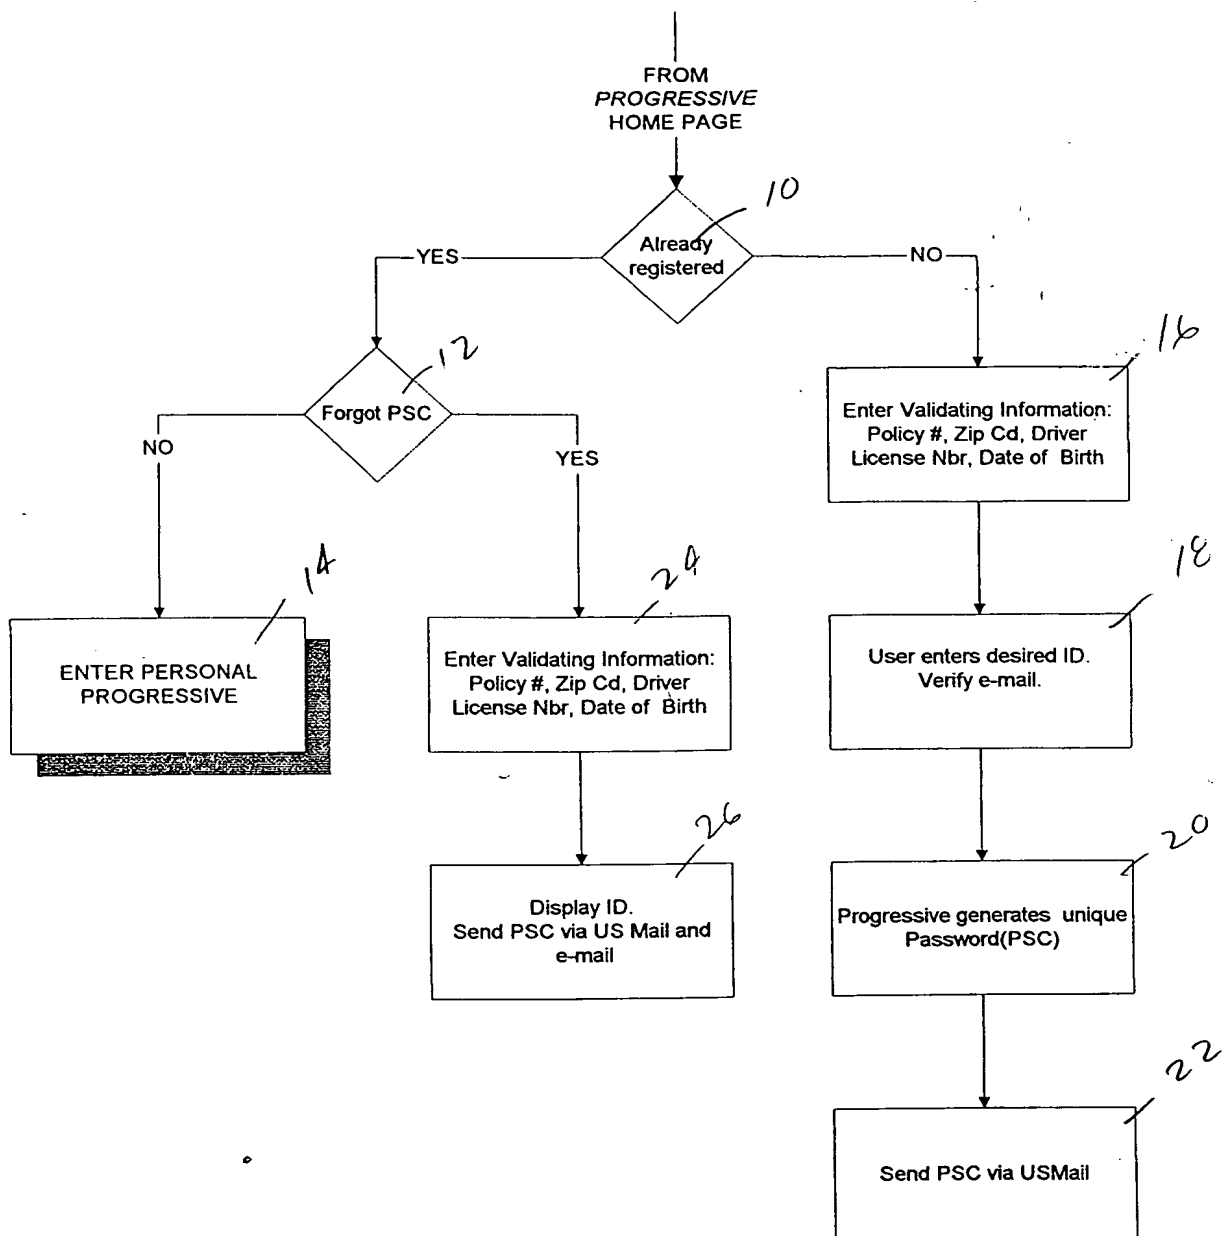 FROM
PROGRESSIVE
HOME PAGE
10
Already
registered
YES
NO
12
Forgot PSC
16
Enter Validating Information:
Policy #, Zip Cd, Driver
License Nbr, Date of Birth
NO
YES
14
ENTER PERSONAL
PROGRESSIVE
24
Enter Validating Information:
Policy #, Zip Cd, Driver
License Nbr, Date of Birth
18
User enters desired ID.
Verify e-mail.
26
Display ID.
Send PSC via US Mail and
e-mail
20
Progressive generates unique
Password(PSC)
22
Send PSC via USMail